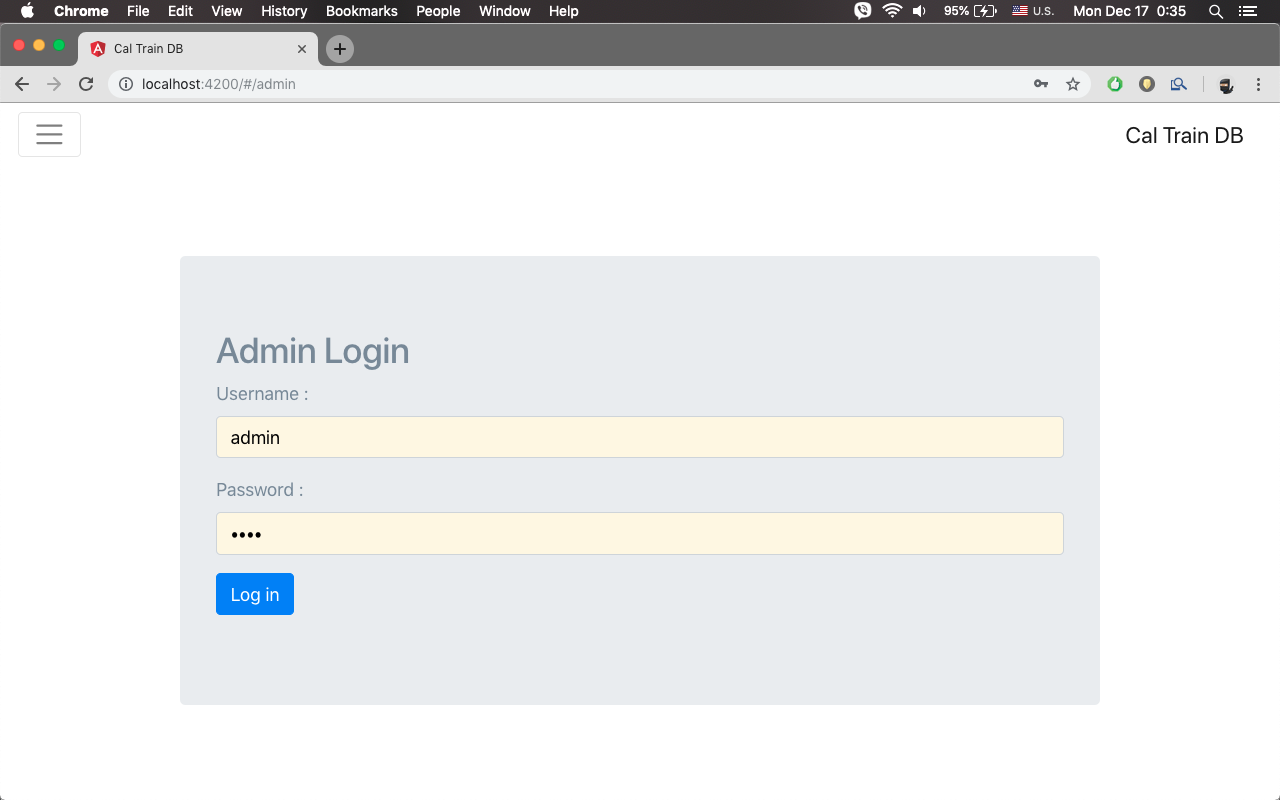 Chrome File Edit View History Bookmarks People Window Help 95% U.S. Mon Dec 17 0:35
Cal Train DB
localhost:4200/#/admin
Cal Train DB
Admin Login
Username :
admin
Password :
••••
Log in